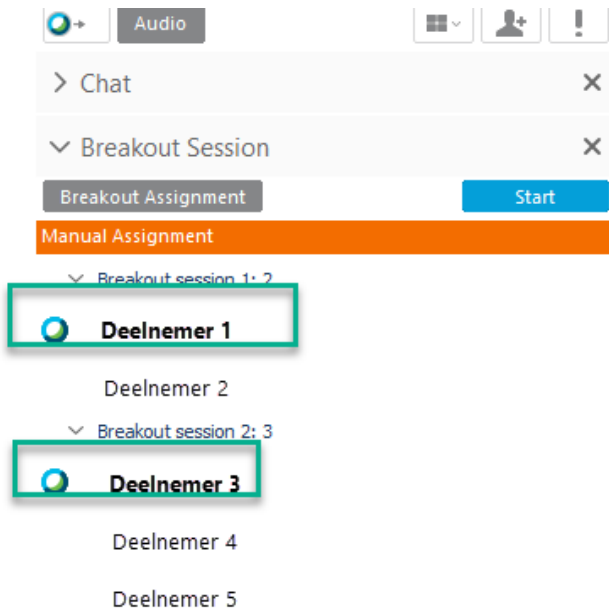 Audio
Chat
Breakout Session
Breakout Assignment Start
Manual Assignment
Breakout session 1: 2
Deelnemer 1
Deelnemer 2
Breakout session 2: 3
Deelnemer 3
Deelnemer 4
Deelnemer 5